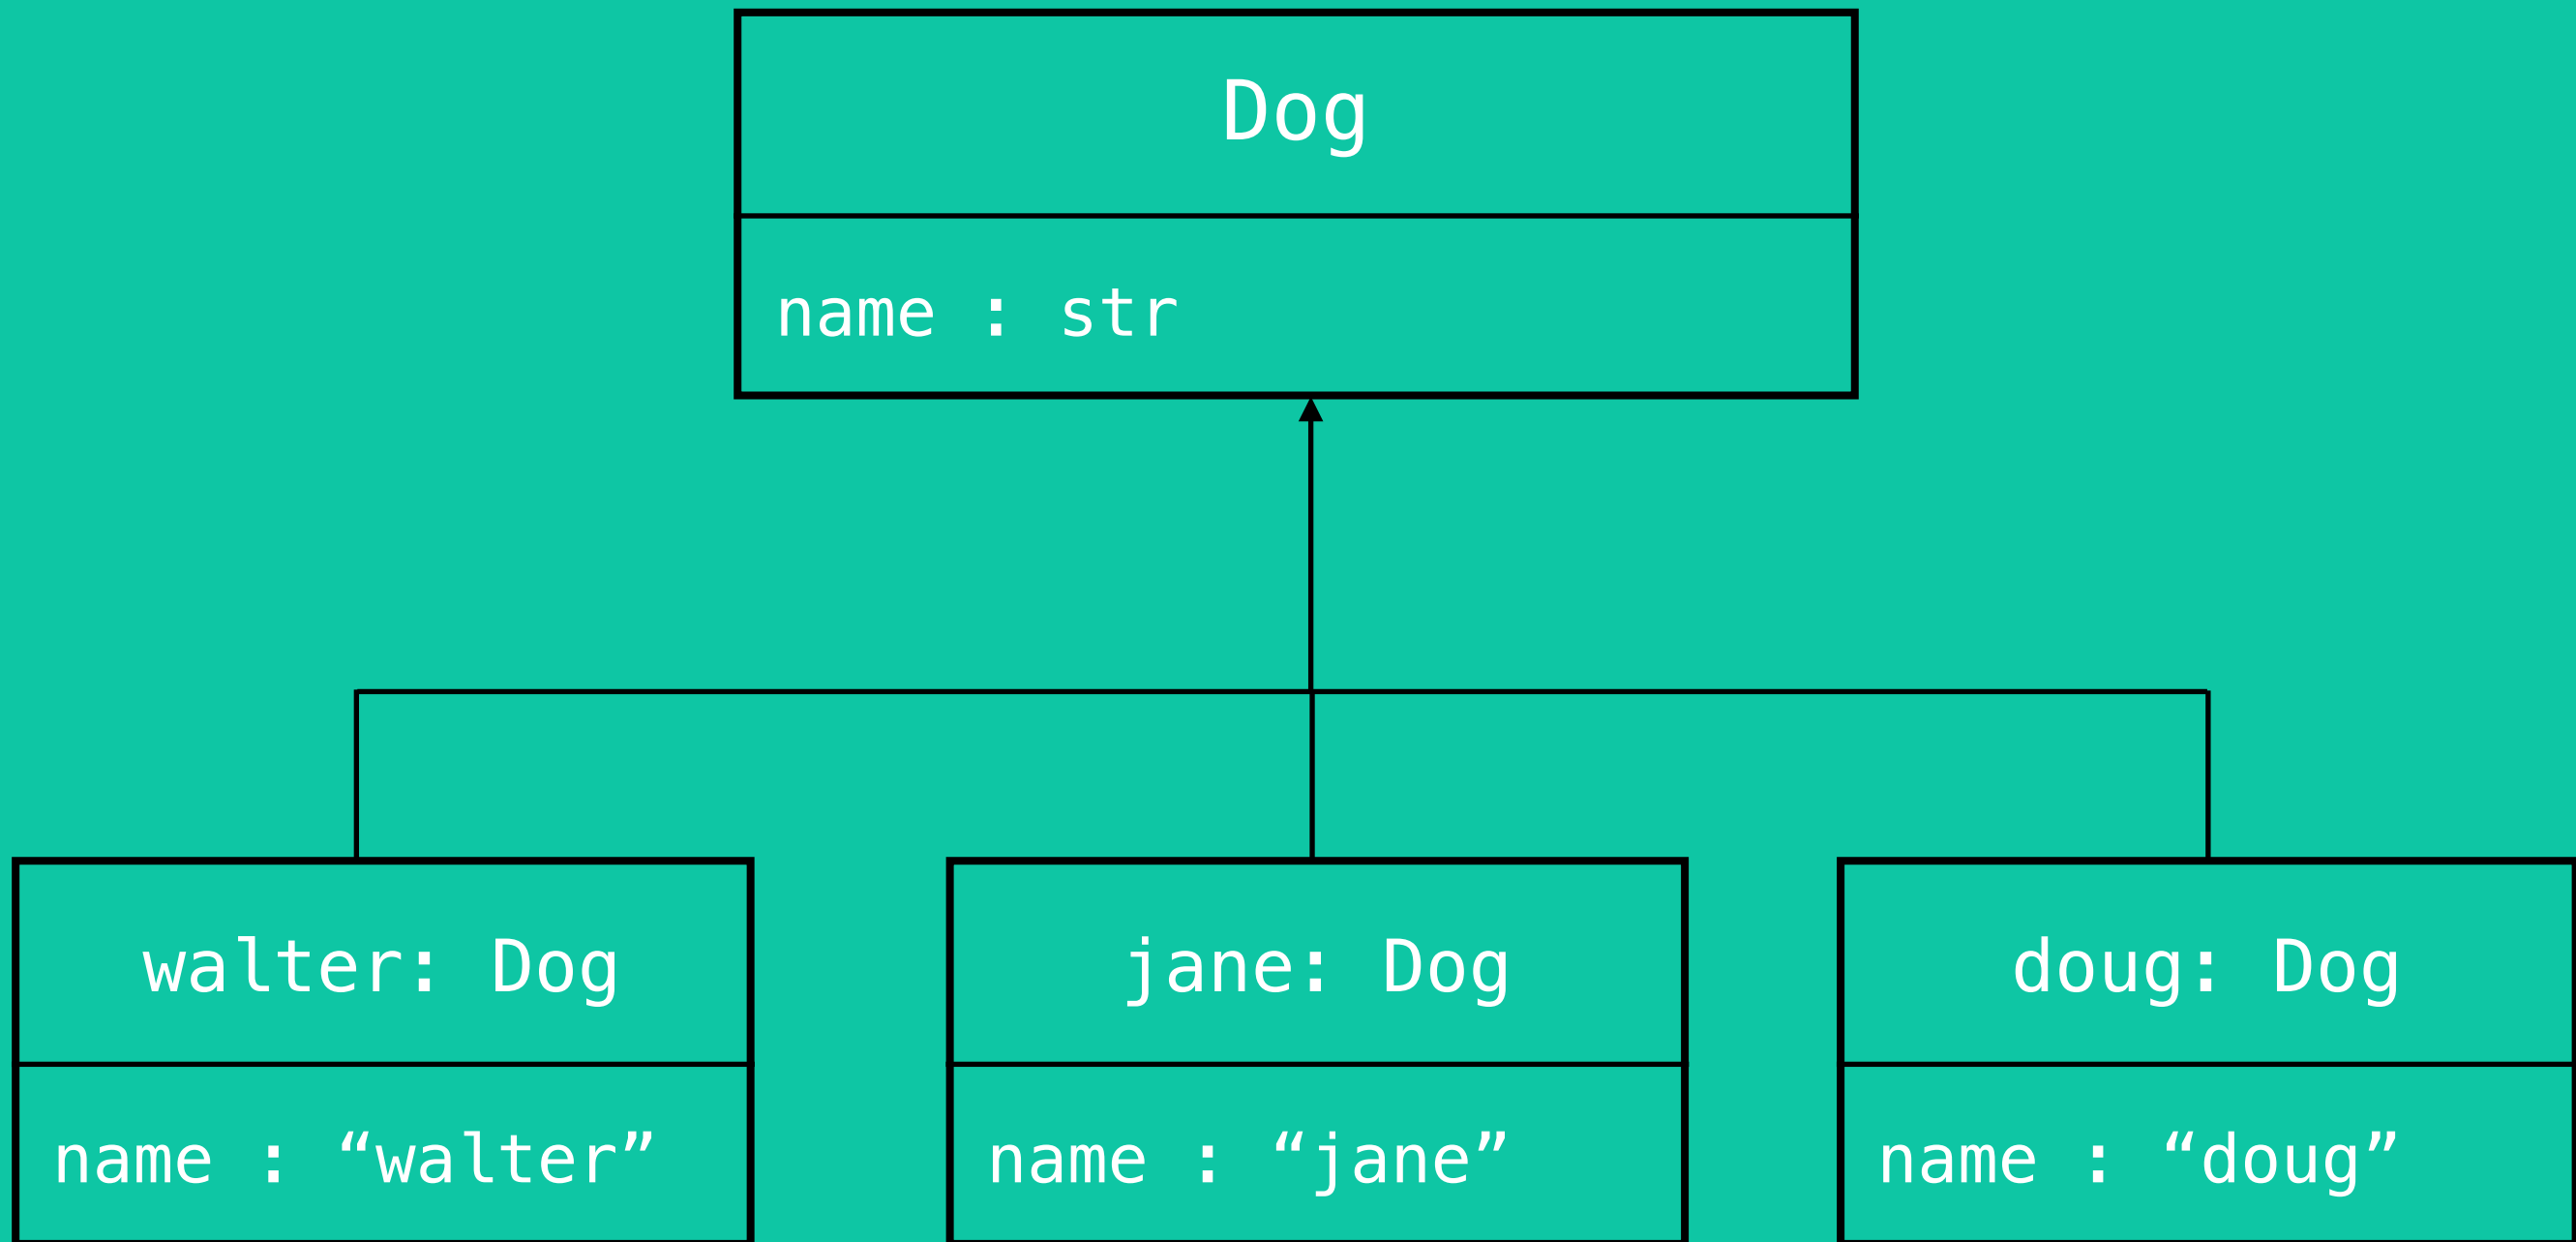 Dog
name : str
walter: Dog
name : “walter”
jane: Dog
name : “jane”
doug: Dog
name : “doug”